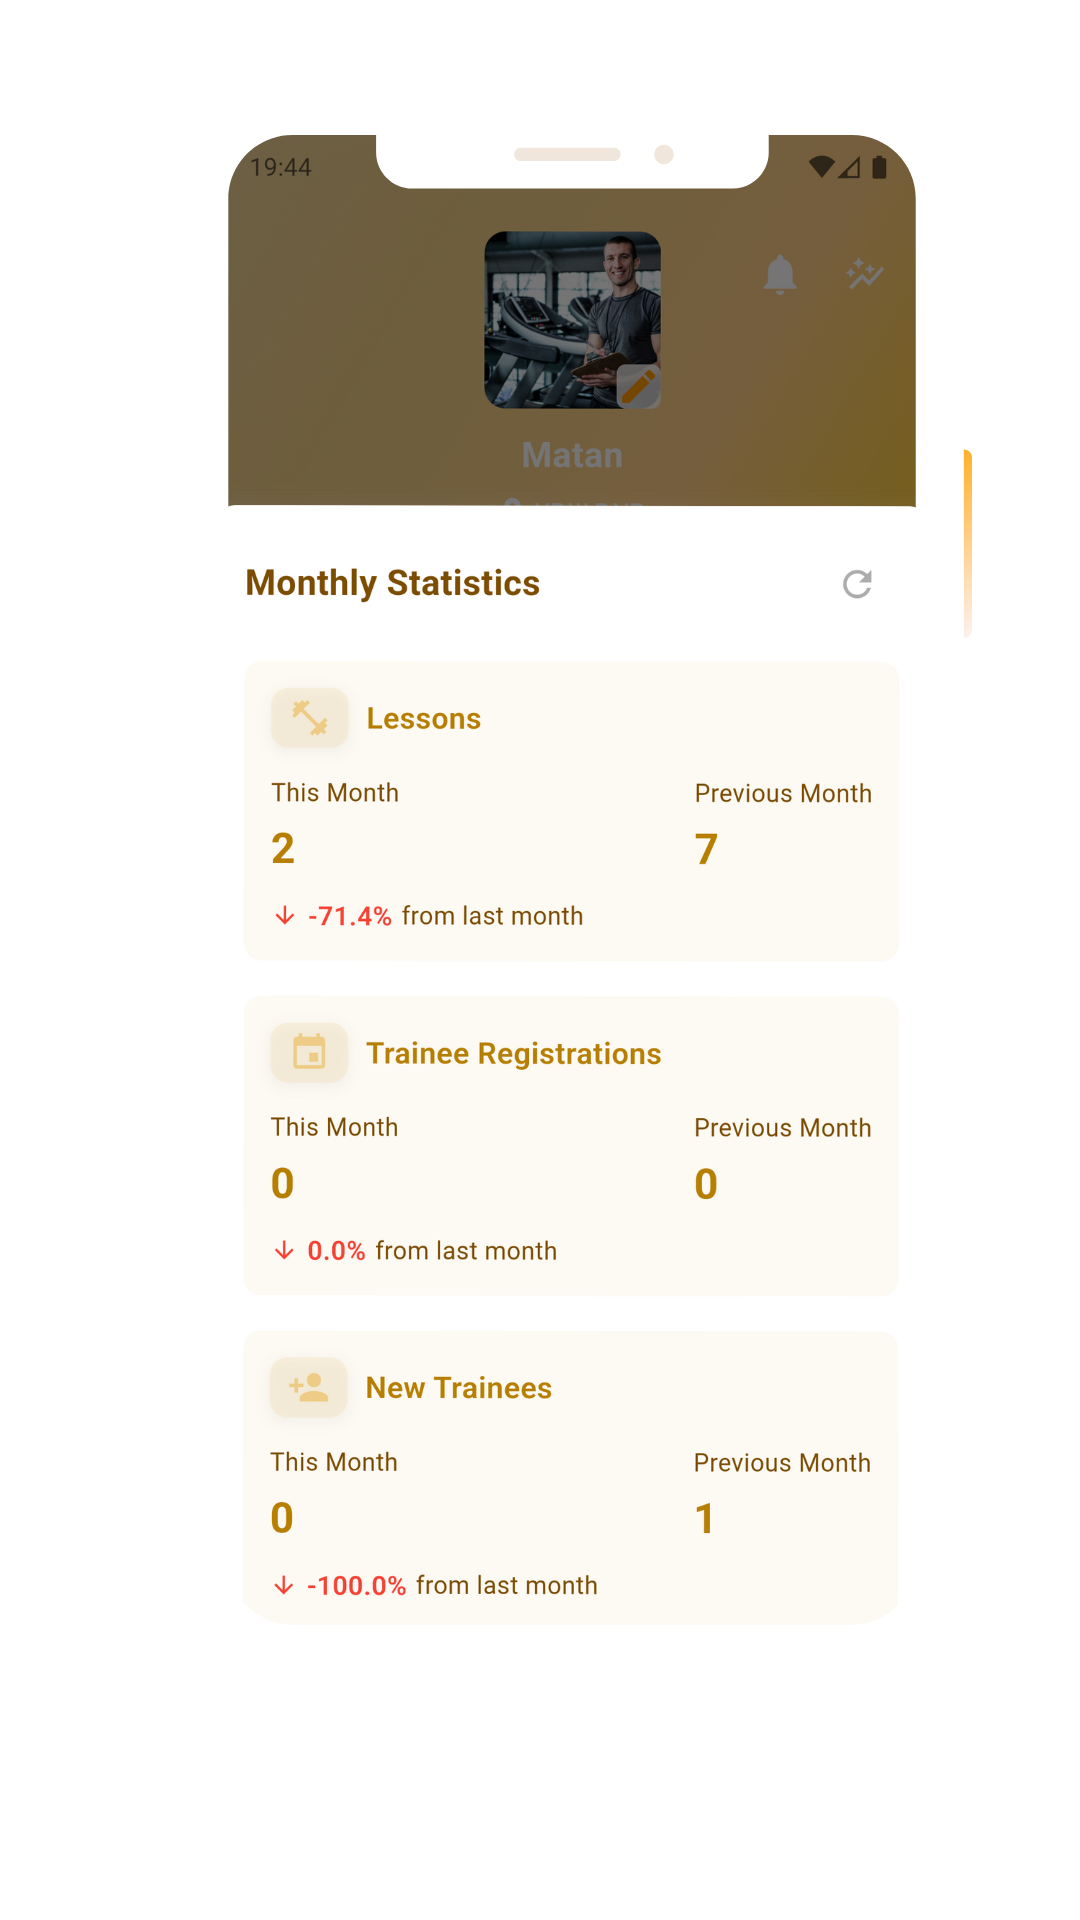 19:44
Matan
Monthly Statistics
Lessons
This Month
Previous Month
2
7
-71.4% from last month
Trainee Registrations
This Month
Previous Month
0
0
0.0% from last month
New Trainees
This Month
Previous Month
0
1
-100.0% from last month